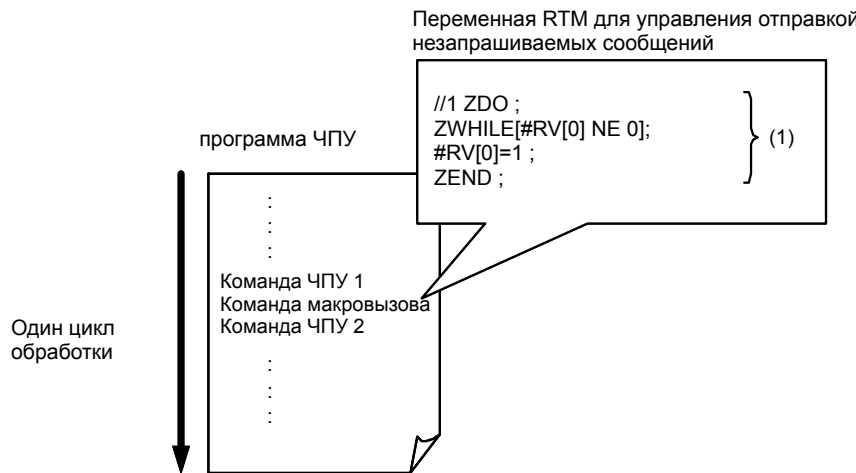 Переменная RTM для управления отправкой
незапрашиваемых сообщений
//1 ZDO ;
ZWHILE[#RV[0] NE 0];
#RV[0]=1 ;
ZEND ;
(1)
программа ЧПУ
:
:
:
Команда ЧПУ 1
Команда макровызова
Команда ЧПУ 2
:
:
:
Один цикл
обработки